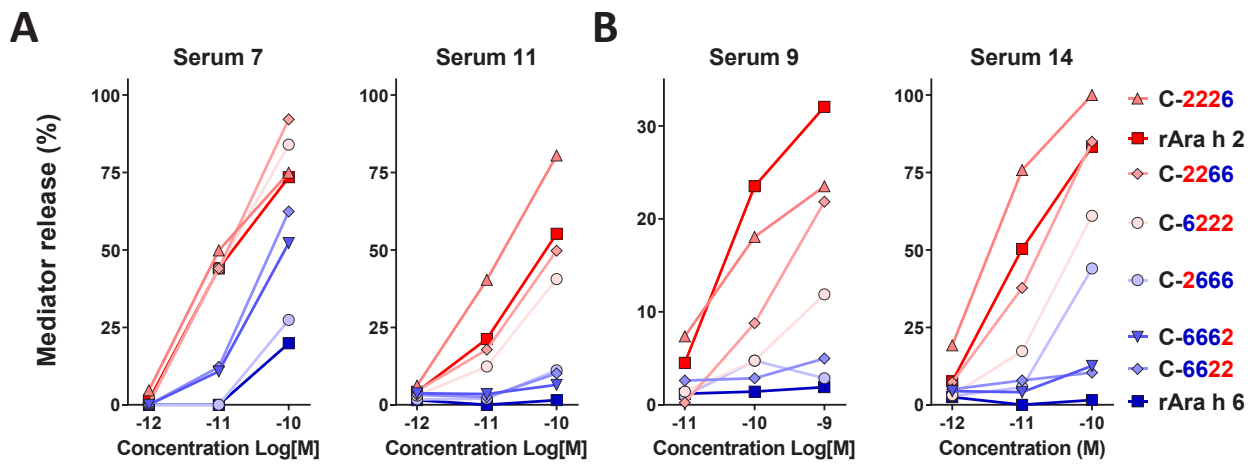 A
B
Serum 7
Serum 11
Serum 9
Serum 14
Mediator release (%)
100
75
50
25
0
-12
-11
-10
Concentration Log[M]
100
75
50
25
0
-12
-11
-10
Concentration Log[M]
30
20
10
0
-11
-10
-9
Concentration Log[M]
100
75
50
25
0
-12
-11
-10
Concentration (M)
C-2226
rAra h 2
C-2266
C-6222
C-2666
C-6662
C-6622
rAra h 6